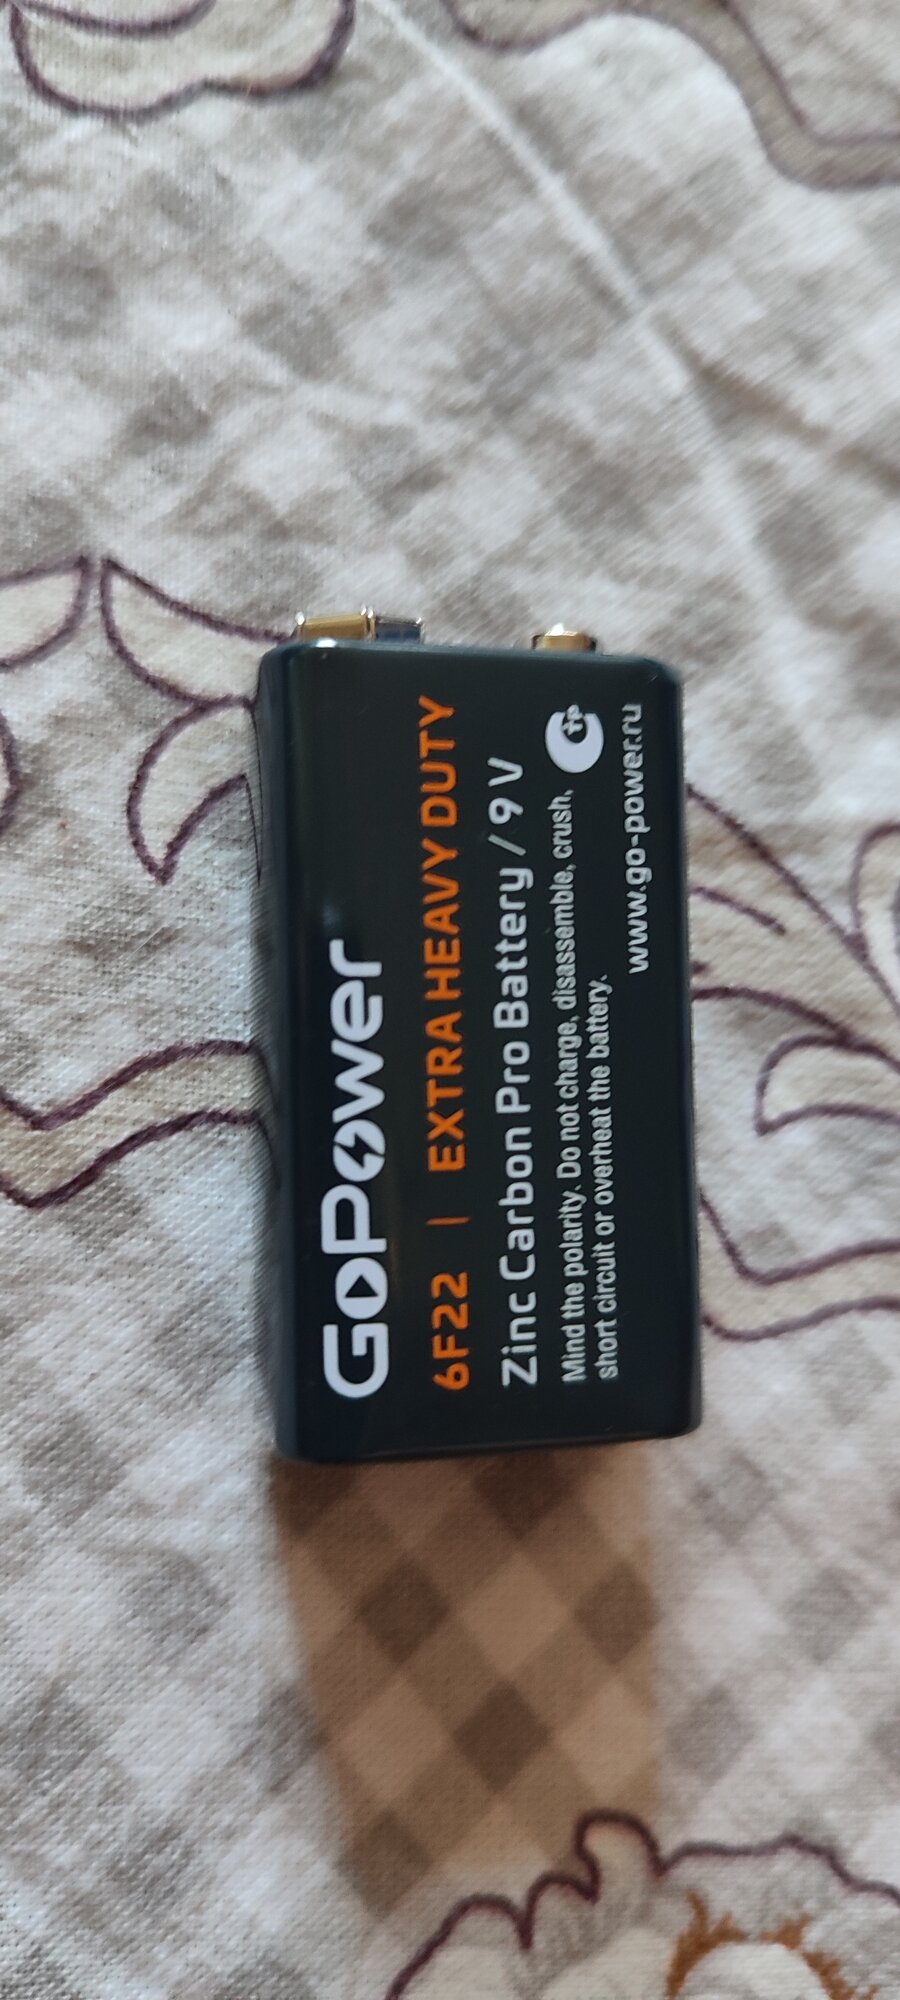 GoPower
6F22 | EXTRA HEAVY DUTY
Zinc Carbon Pro Battery / 9 V
Mind the polarity. Do not charge, disassemble, crush,
short circuit or overheat the battery.
www.go-power.ru